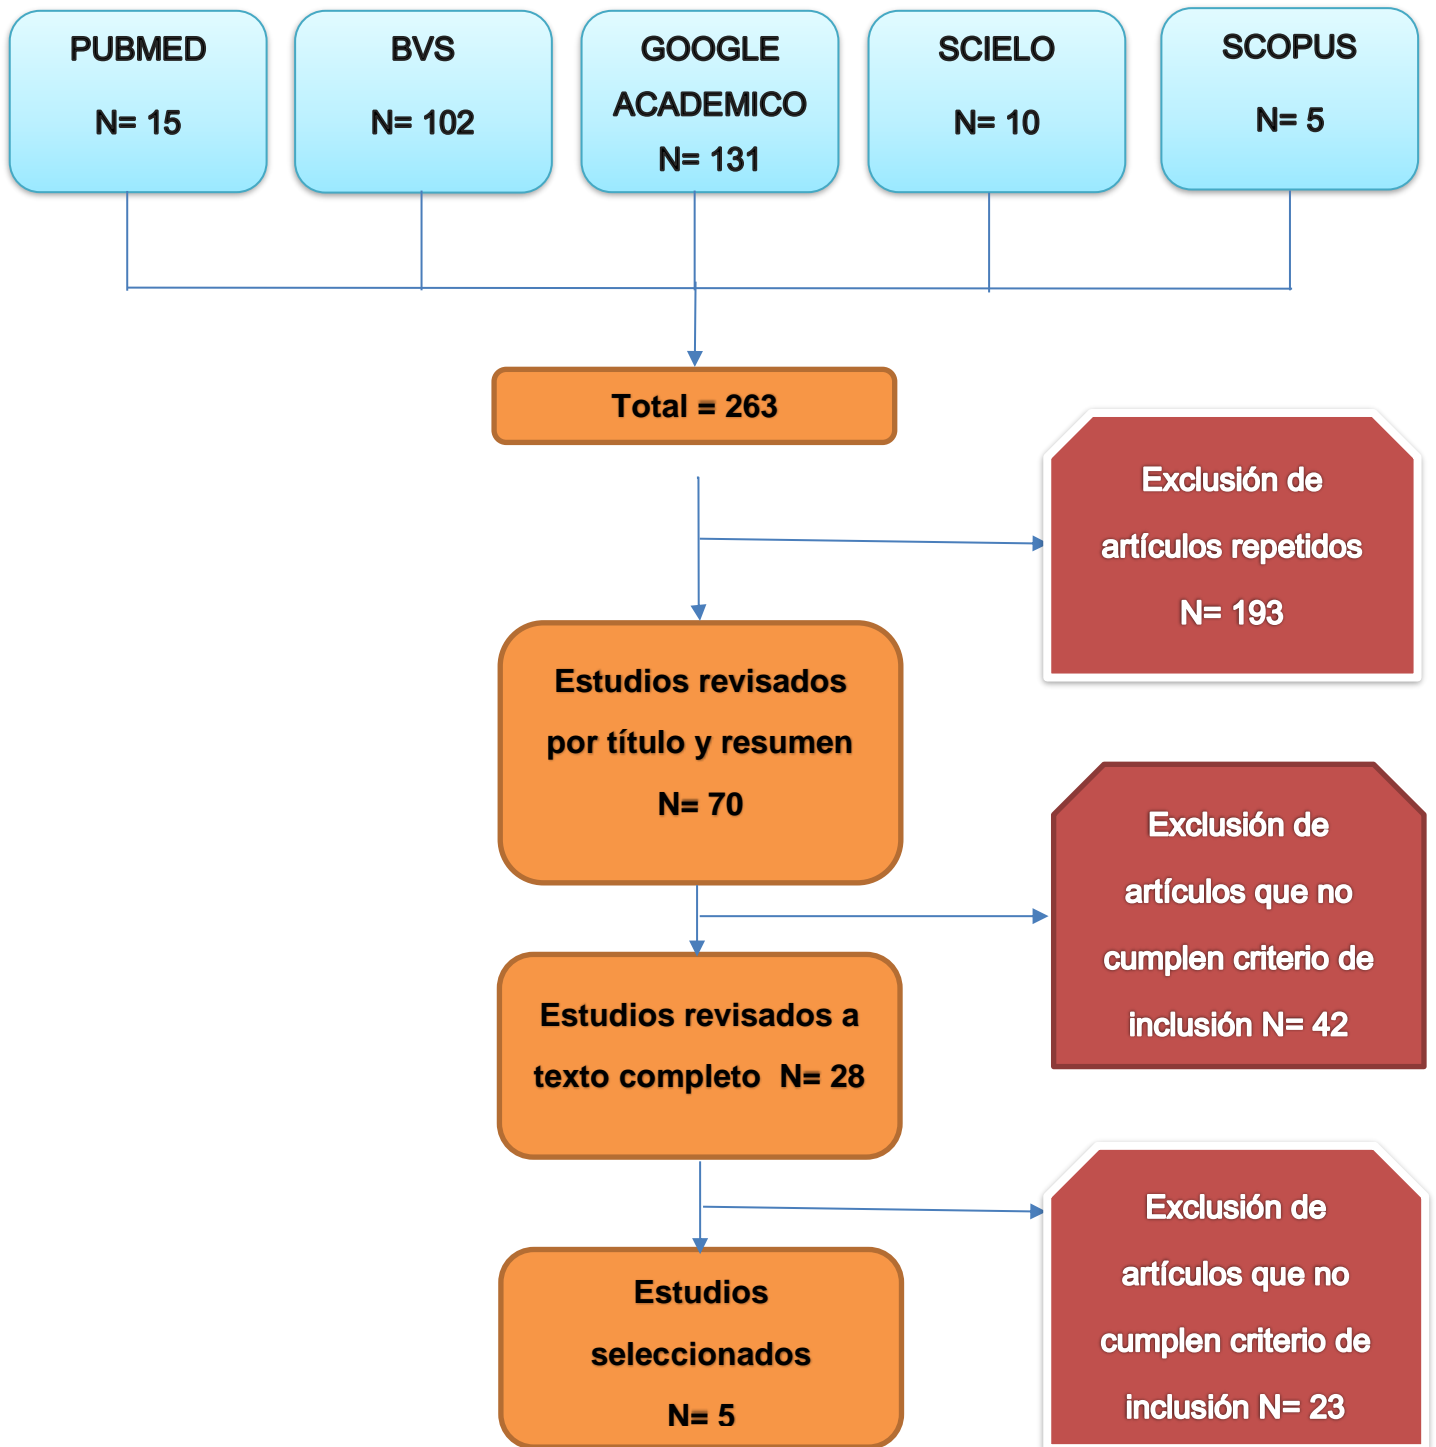 PUBMED
N= 15
BVS
N= 102
GOOGLE
ACADEMICO
N= 131
SCIELO
N= 10
SCOPUS
N= 5
Total = 263
Exclusión de
artículos repetidos
N= 193
Estudios revisados
por título y resumen
N= 70
Exclusión de
artículos que no
cumplen criterio de
inclusión N= 42
Estudios revisados a
texto completo N= 28
Exclusión de
artículos que no
cumplen criterio de
inclusión N= 23
Estudios
seleccionados
N= 5